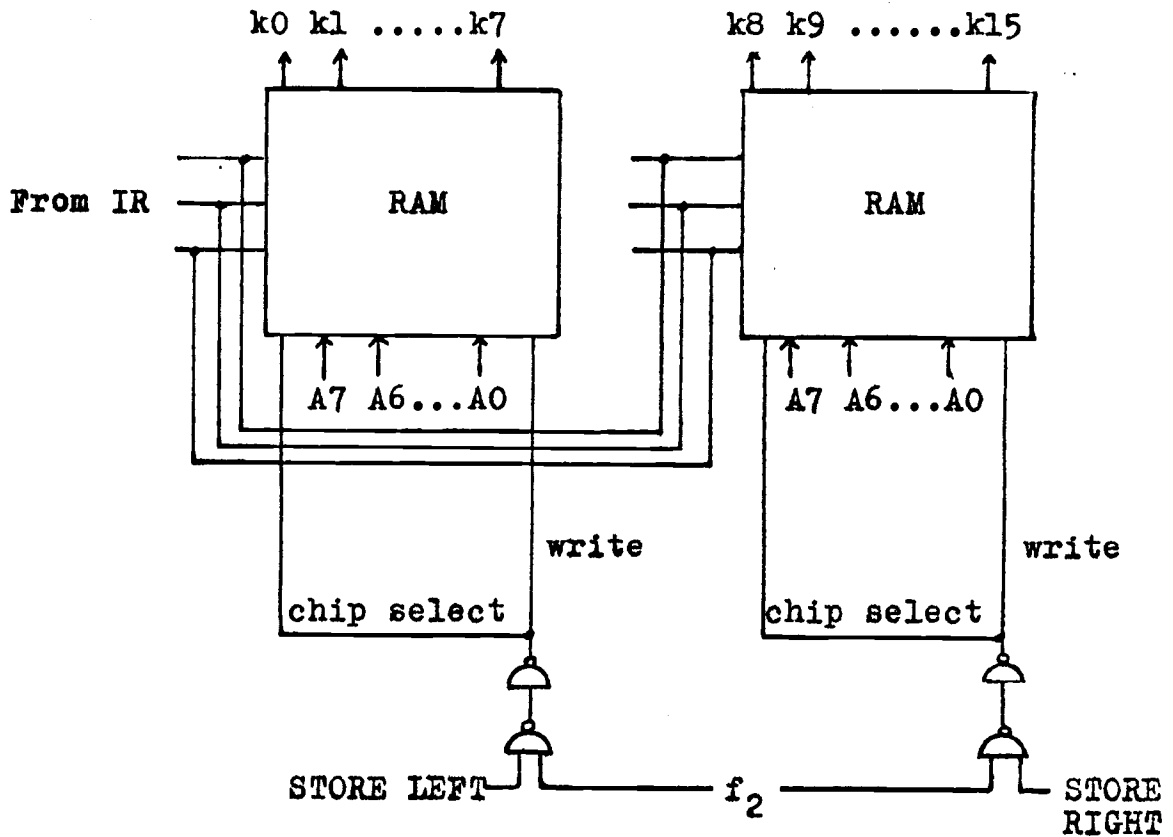 k0 k1 .....k7
k8 k9 ......k15
From IR
RAM
RAM
A7 A6...A0
A7 A6...A0
write
write
chip select
chip select
STORE LEFT
f2
STORE
RIGHT